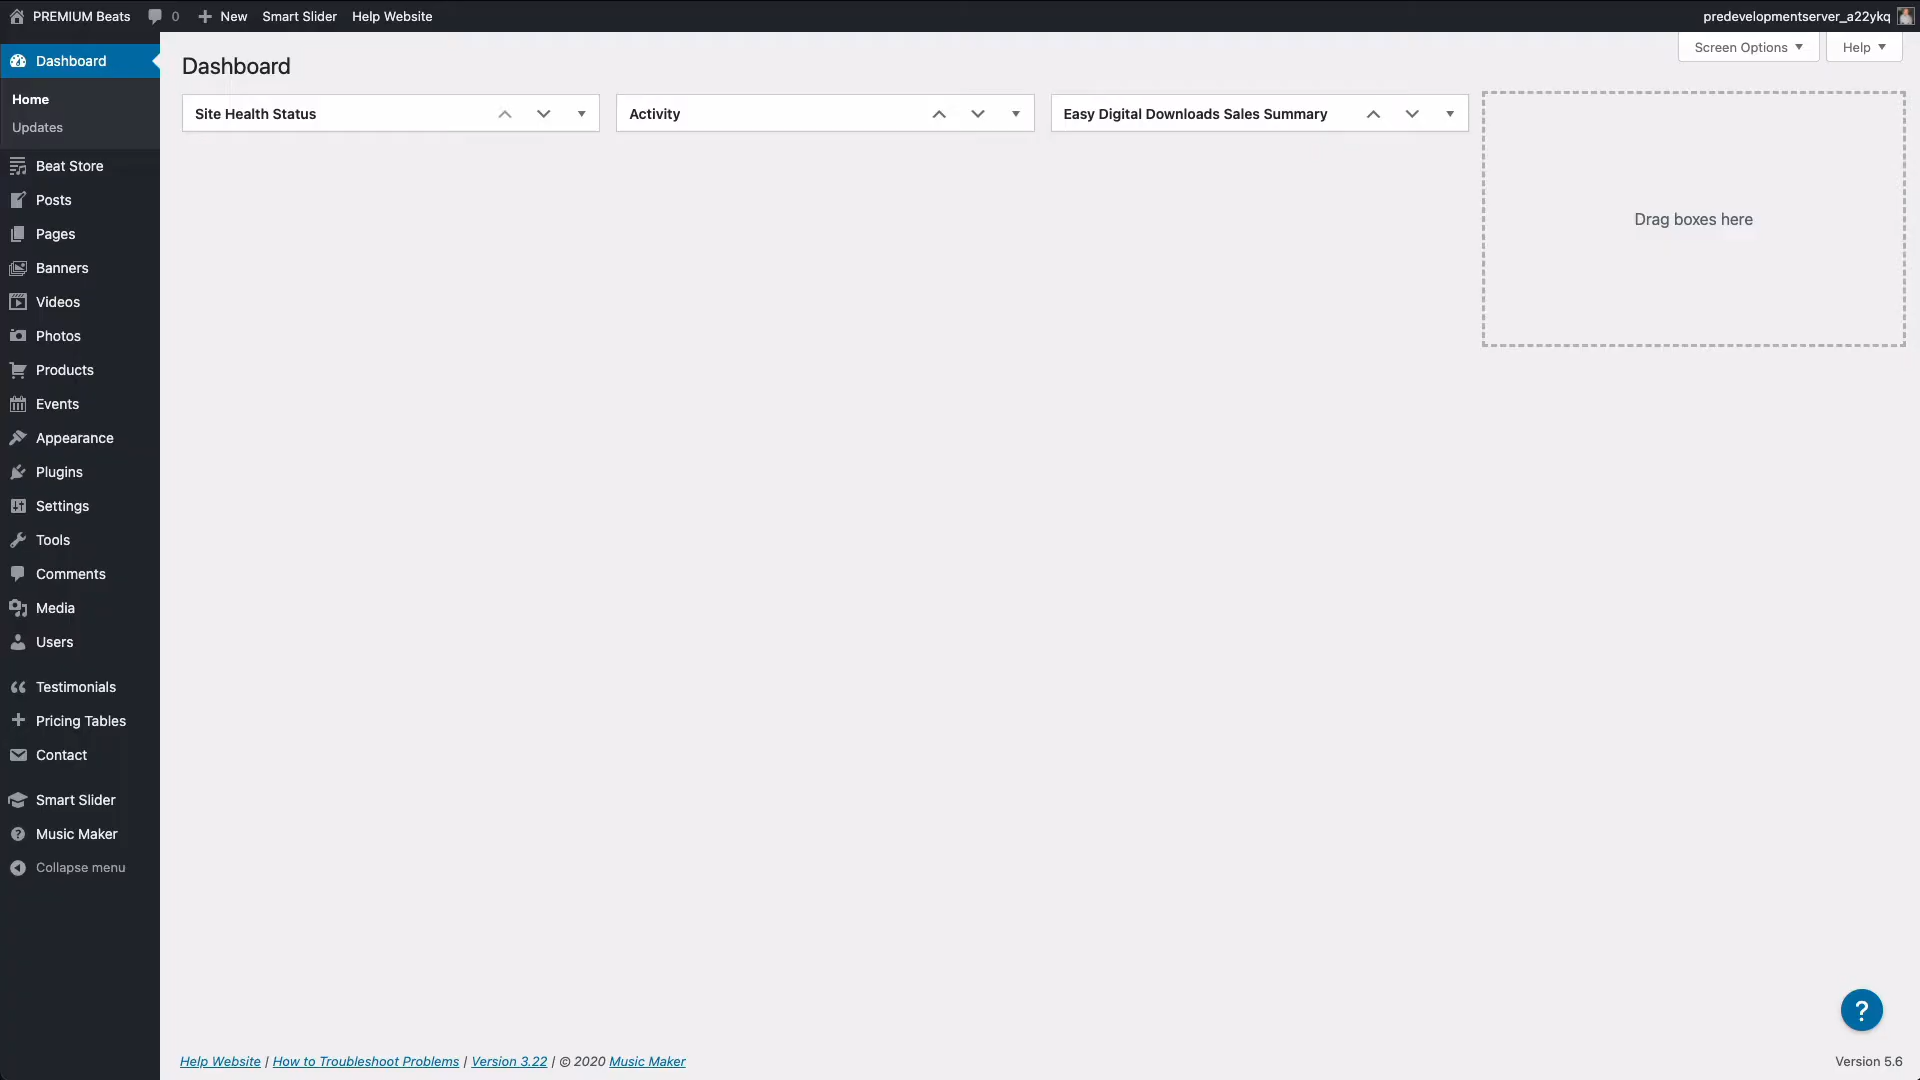 PREMIUM Beats 0 New Smart Slider Help Website predevelopmentserver_a22ykq
Screen Options Help
Dashboard
Home
Updates
Beat Store
Posts
Pages
Banners
Videos
Photos
Products
Events
Appearance
Plugins
Settings
Tools
Comments
Media
Users
Testimonials
Pricing Tables
Contact
Smart Slider
Music Maker
Collapse menu
Dashboard
Site Health Status
Activity
Easy Digital Downloads Sales Summary
Drag boxes here
?
Help Website | How to Troubleshoot Problems | Version 3.22 | © 2020 Music Maker
Version 5.6